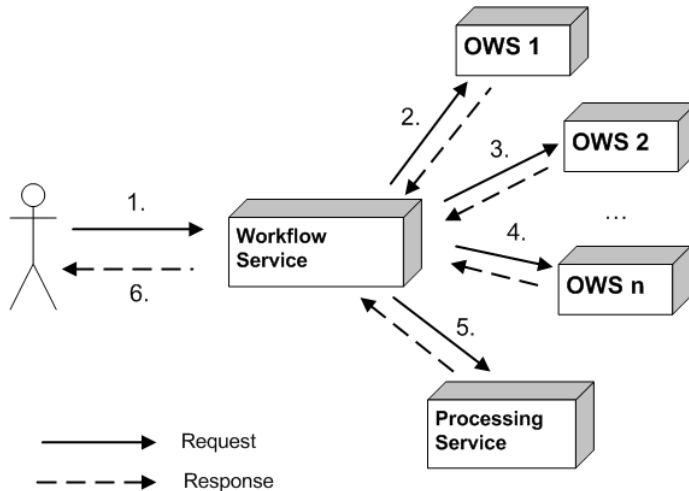 OWS 1
2.
3.
OWS 2
1.
...
Workflow
Service
4.
6.
OWS n
5.
Processing
Service
Request
Response